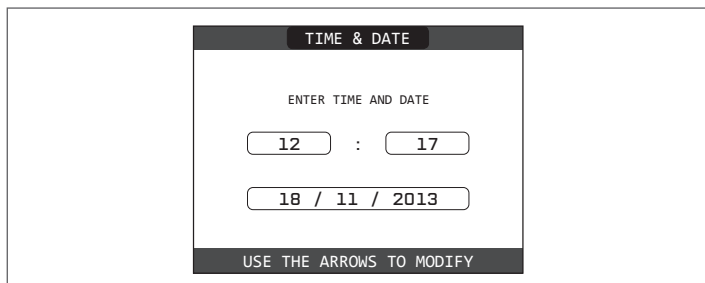 TIME & DATE
ENTER TIME AND DATE
12 : 17
18 / 11 / 2013
USE THE ARROWS TO MODIFY